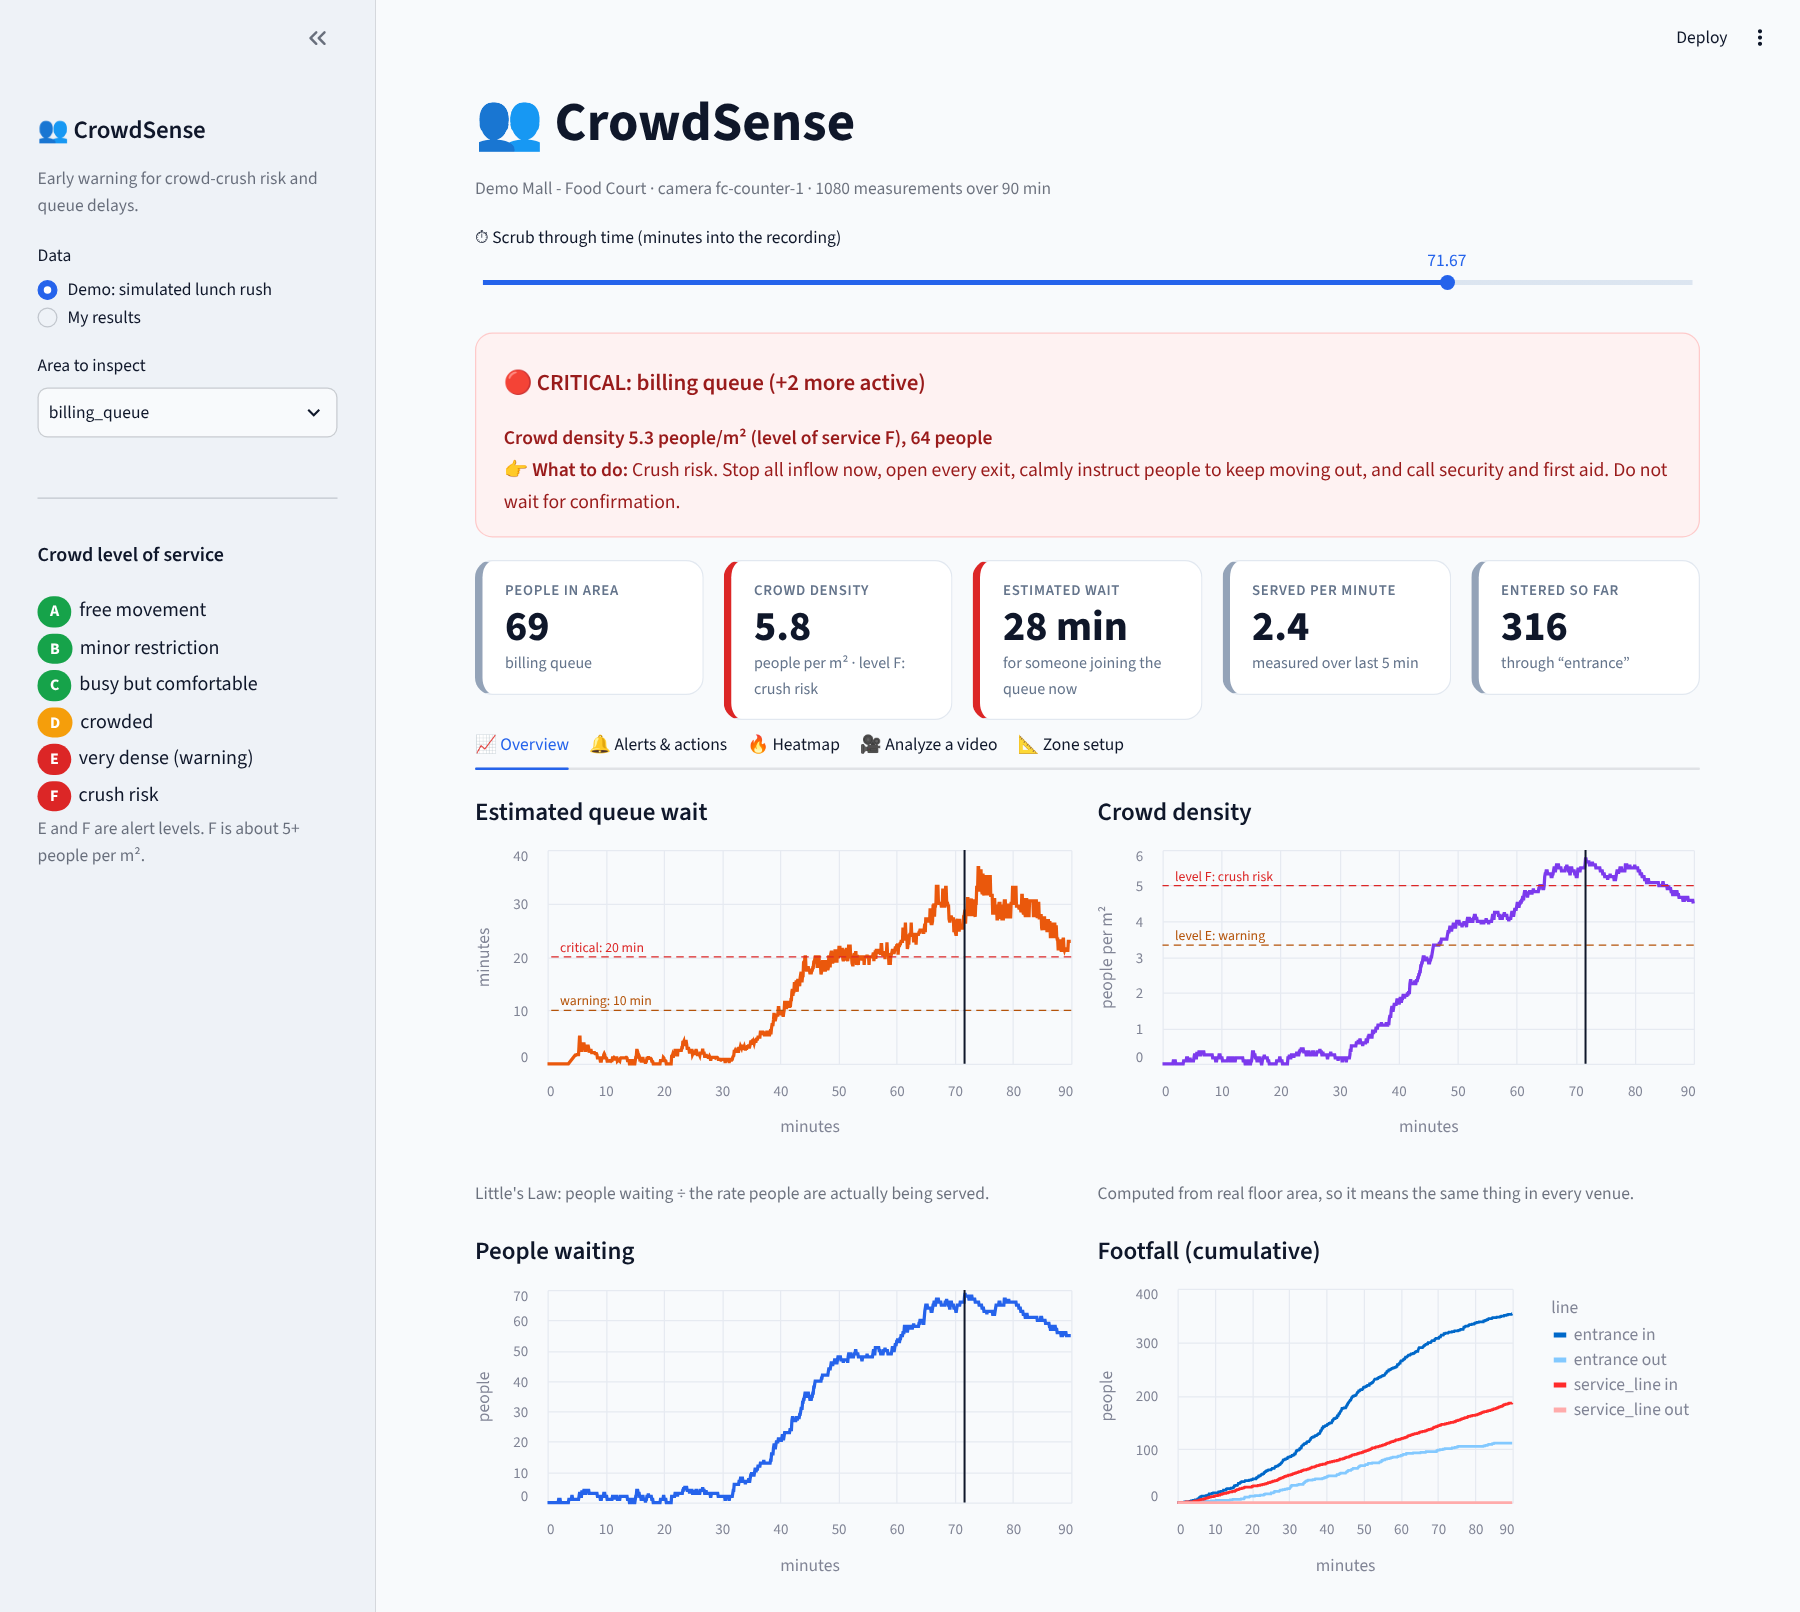 Deploy
👥 CrowdSense
Early warning for crowd-crush risk and
queue delays.
Data
Demo: simulated lunch rush
My results
Area to inspect
billing_queue
Crowd level of service
A free movement
B minor restriction
C busy but comfortable
D crowded
E very dense (warning)
F crush risk
E and F are alert levels. F is about 5+
people per m².
👥 CrowdSense
Demo Mall - Food Court · camera fc-counter-1 · 1080 measurements over 90 min
⏱ Scrub through time (minutes into the recording)
71.67
🔴 CRITICAL: billing queue (+2 more active)
Crowd density 5.3 people/m² (level of service F), 64 people
👉 What to do: Crush risk. Stop all inflow now, open every exit, calmly instruct people to keep moving out, and call security and first aid. Do not
wait for confirmation.
PEOPLE IN AREA
69
billing queue
CROWD DENSITY
5.8
people per m² · level F:
crush risk
ESTIMATED WAIT
28 min
for someone joining the
queue now
SERVED PER MINUTE
2.4
measured over last 5 min
ENTERED SO FAR
316
through “entrance”
📈 Overview 🔔 Alerts & actions 🔥 Heatmap 🎥 Analyze a video 📐 Zone setup
Estimated queue wait
40
30
20
10
0
minutes
critical: 20 min
warning: 10 min
0 10 20 30 40 50 60 70 80 90
minutes
Little's Law: people waiting ÷ the rate people are actually being served.
Crowd density
6
5
4
3
2
1
0
people per m²
level F: crush risk
level E: warning
0 10 20 30 40 50 60 70 80 90
minutes
Computed from real floor area, so it means the same thing in every venue.
People waiting
70
60
50
40
30
20
10
0
people
0 10 20 30 40 50 60 70 80 90
minutes
Footfall (cumulative)
400
300
200
100
0
people
0 10 20 30 40 50 60 70 80 90
minutes
line
entrance in
entrance out
service_line in
service_line out